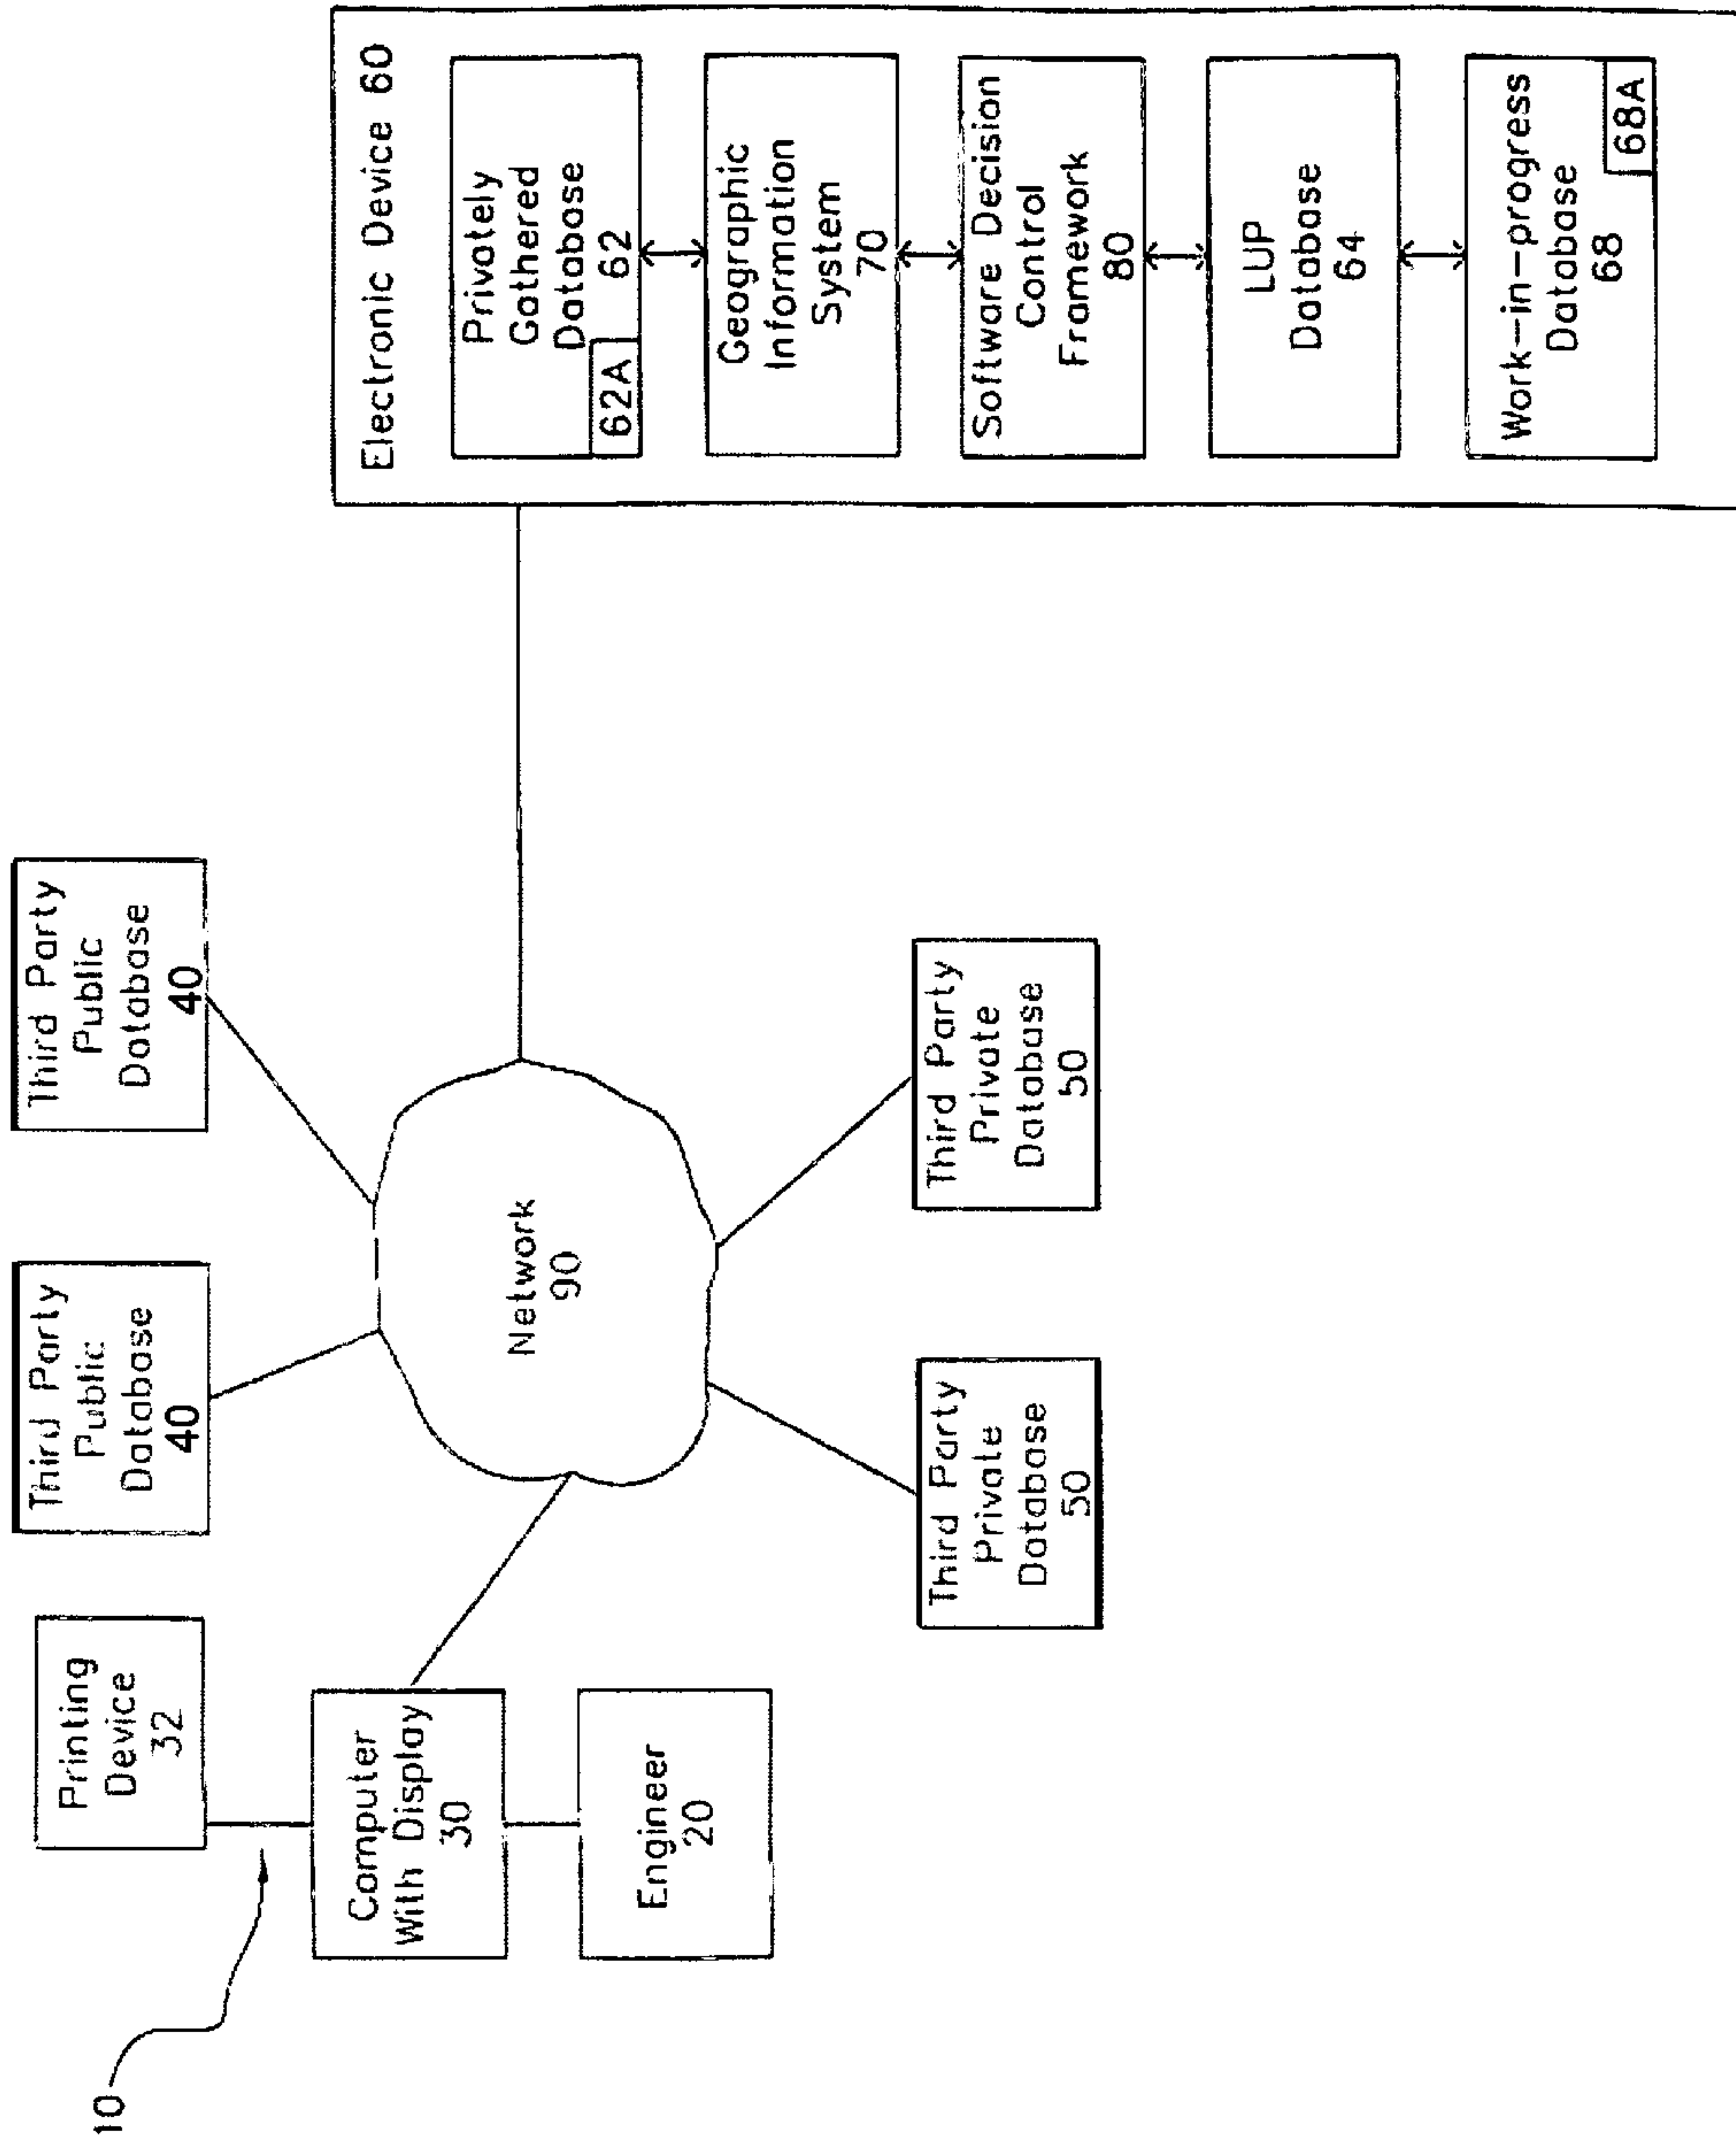 10
Printing
Device
32
Computer
With Display
30
Engineer
20
Third Party
Public
Database
40
Third Party
Public
Database
40
Network
90
Third Party
Private
Database
50
Third Party
Private
Database
50
Electronic Device 60
Privately
Gathered
Database
62
62A
Geographic
Information
System
70
Software Decision
Control
Framework
80
LUP
Database
64
Work-in-progress
Database
68
68A